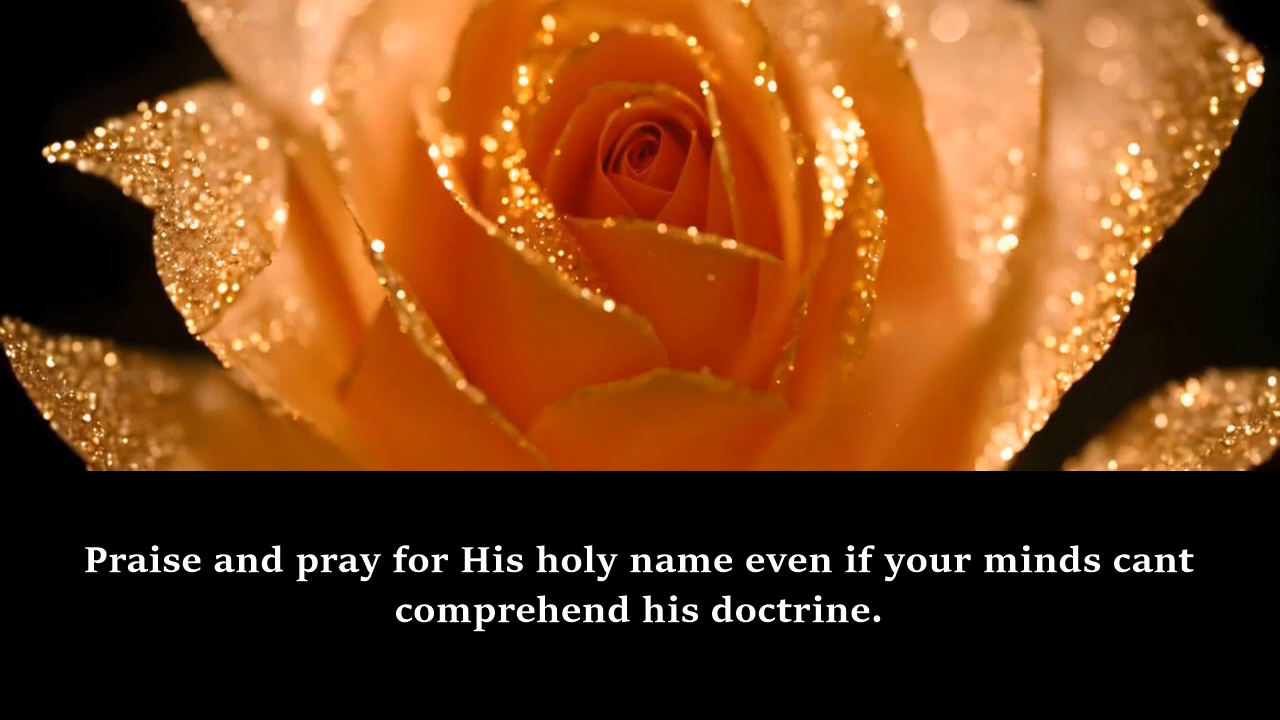 Praise and pray for His holy name even if your minds cant
comprehend his doctrine.